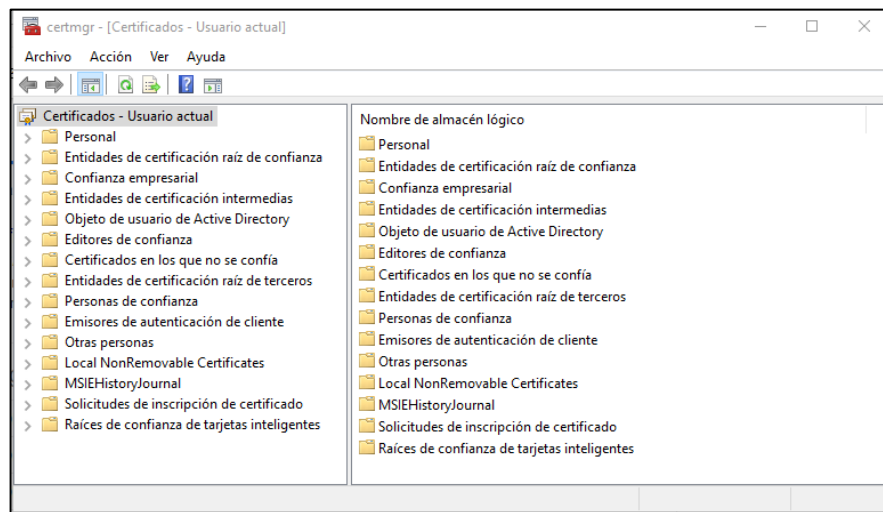 certmgr - [Certificados - Usuario actual]
Archivo Acción Ver Ayuda
Certificados - Usuario actual
Personal
Entidades de certificación raíz de confianza
Confianza empresarial
Entidades de certificación intermedias
Objeto de usuario de Active Directory
Editores de confianza
Certificados en los que no se confía
Entidades de certificación raíz de terceros
Personas de confianza
Emisores de autenticación de cliente
Otras personas
Local NonRemovable Certificates
MSIEHistoryJournal
Solicitudes de inscripción de certificado
Raíces de confianza de tarjetas inteligentes
Nombre de almacén lógico
Personal
Entidades de certificación raíz de confianza
Confianza empresarial
Entidades de certificación intermedias
Objeto de usuario de Active Directory
Editores de confianza
Certificados en los que no se confía
Entidades de certificación raíz de terceros
Personas de confianza
Emisores de autenticación de cliente
Otras personas
Local NonRemovable Certificates
MSIEHistoryJournal
Solicitudes de inscripción de certificado
Raíces de confianza de tarjetas inteligentes